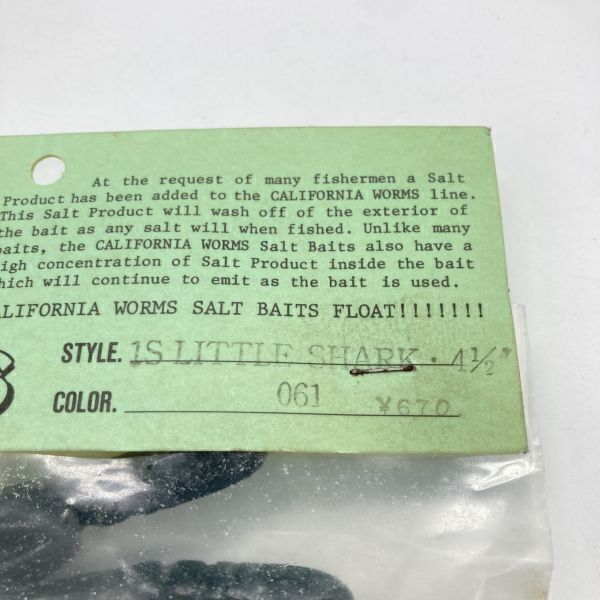 At the request of many fishermen a Salt
Product has been added to the CALIFORNIA WORMS line.
This Salt Product will wash off of the exterior of
the bait as any salt will when fished. Unlike many
baits, the CALIFORNIA WORMS Salt Baits also have a
igh concentration of Salt Product inside the bait
hich will continue to emit as the bait is used.
ALIFORNIA WORMS SALT BAITS FLOAT!!!!!!!
STYLE. 1S LITTLE SHARK · 4½"
COLOR. 061 ¥670